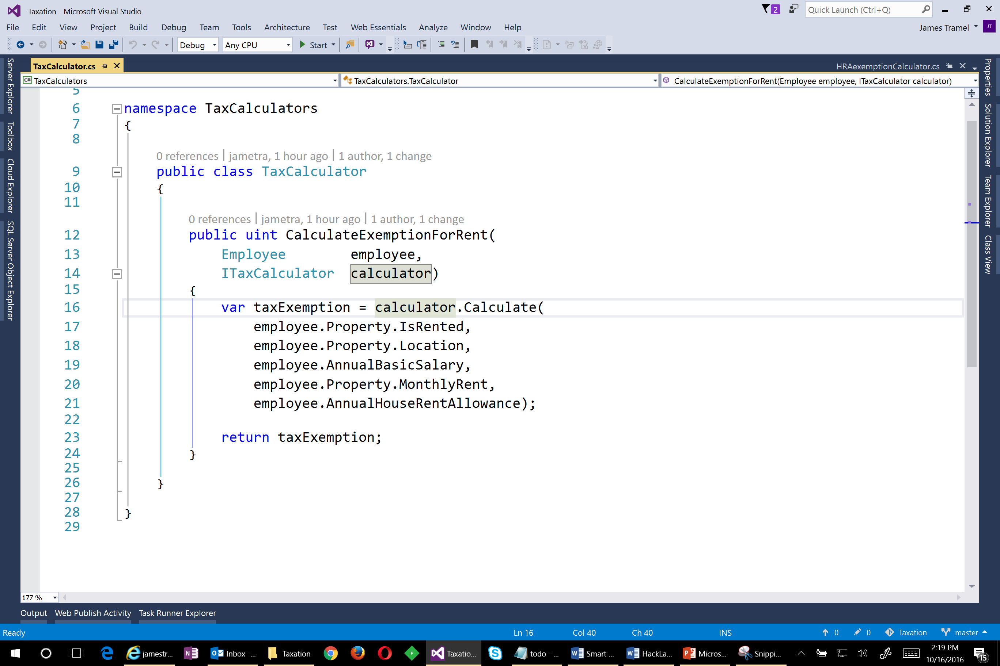 Taxation - Microsoft Visual Studio
2
Quick Launch (Ctrl+Q)
File Edit View Project Build Debug Team Tools Architecture Test Web Essentials Analyze Window Help
James Tramel JT
Debug Any CPU Start
TaxCalculator.cs
HRAexemptionCalculator.cs
C# TaxCalculators
TaxCalculators.TaxCalculator
CalculateExemptionForRent(Employee employee, ITaxCalculator calculator)
Server Explorer
Toolbox
Cloud Explorer
SQL Server Object Explorer
Properties
Solution Explorer
Team Explorer
Class View
5
6 namespace TaxCalculators
7 {
8
0 references | jametra, 1 hour ago | 1 author, 1 change
9 public class TaxCalculator
10 {
11
0 references | jametra, 1 hour ago | 1 author, 1 change
12 public uint CalculateExemptionForRent(
13 Employee employee,
14 ITaxCalculator calculator)
15 {
16 var taxExemption = calculator.Calculate(
17 employee.Property.IsRented,
18 employee.Property.Location,
19 employee.AnnualBasicSalary,
20 employee.Property.MonthlyRent,
21 employee.AnnualHouseRentAllowance);
22
23 return taxExemption;
24 }
25
26 }
27
28 }
29
177 %
Output Web Publish Activity Task Runner Explorer
Ready Ln 16 Col 40 Ch 40 INS 0 0 Taxation master
jamestr... Inbox -... Taxation Taxatio... todo - ... Smart ... HackLa... Micros... Snippi...
2:19 PM
10/16/2016
15